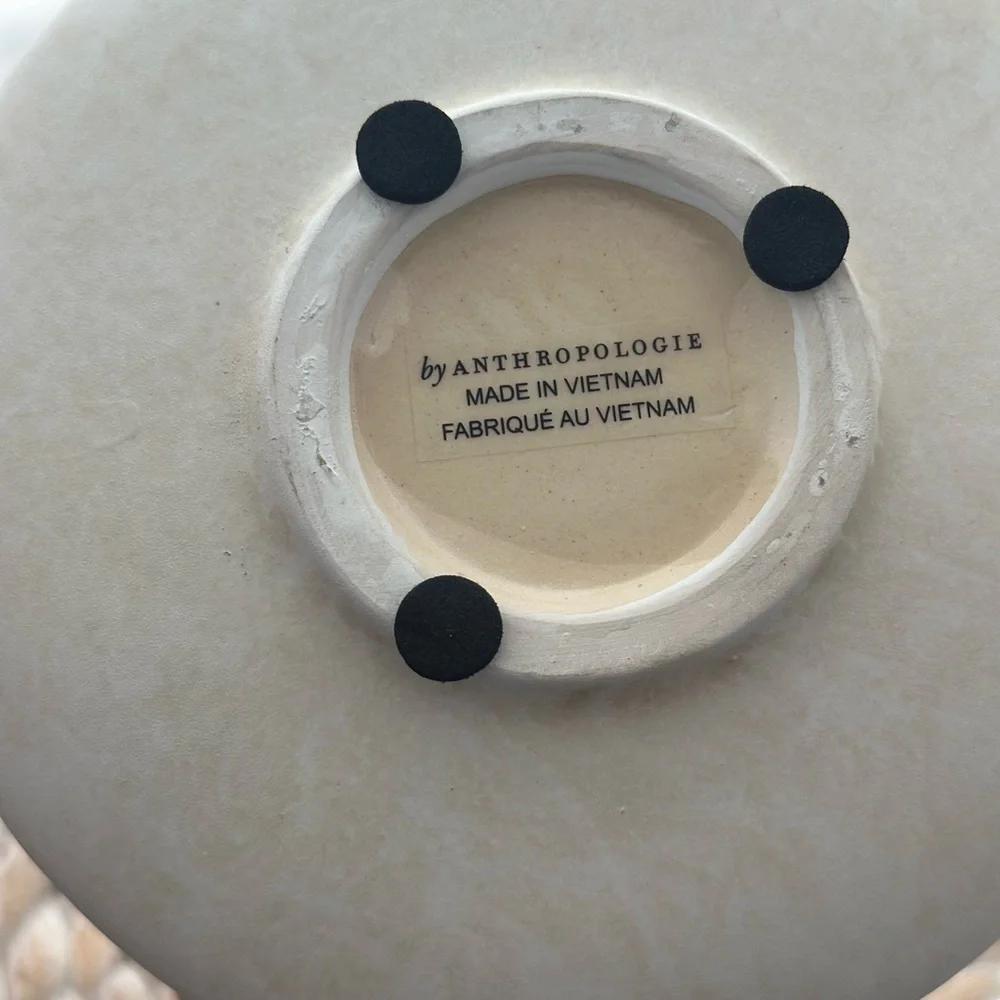 by ANTHROPOLOGIE
MADE IN VIETNAM
FABRIQUÉ AU VIETNAM